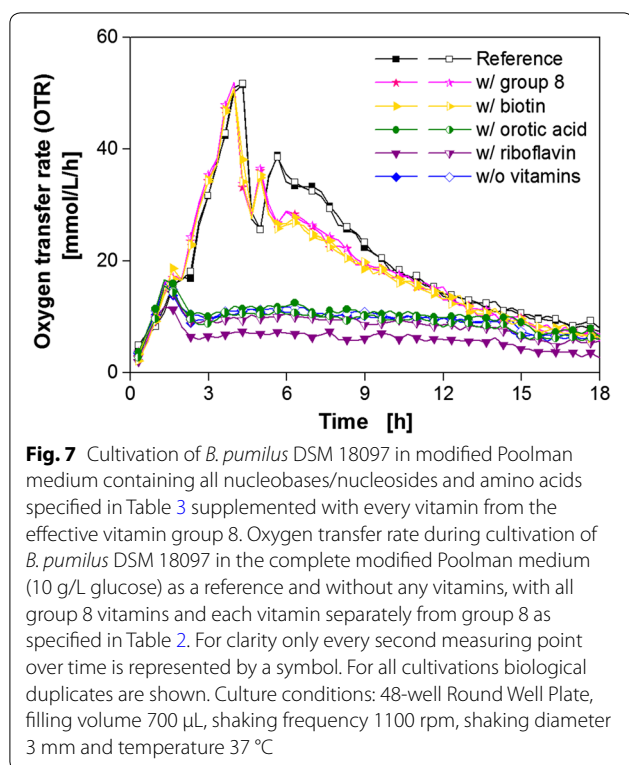 60
40
20
0
Oxygen transfer rate (OTR)
[mmol/L/h]
Reference
w/ group 8
w/ biotin
w/ orotic acid
w/ riboflavin
w/o vitamins
0 3 6 9 12 15 18
Time [h]
Fig. 7 Cultivation of B. pumilus DSM 18097 in modified Poolman
medium containing all nucleobases/nucleosides and amino acids
specified in Table 3 supplemented with every vitamin from the
effective vitamin group 8. Oxygen transfer rate during cultivation of
B. pumilus DSM 18097 in the complete modified Poolman medium
(10 g/L glucose) as a reference and without any vitamins, with all
group 8 vitamins and each vitamin separately from group 8 as
specified in Table 2. For clarity only every second measuring point
over time is represented by a symbol. For all cultivations biological
duplicates are shown. Culture conditions: 48-well Round Well Plate,
filling volume 700 µL, shaking frequency 1100 rpm, shaking diameter
3 mm and temperature 37 °C